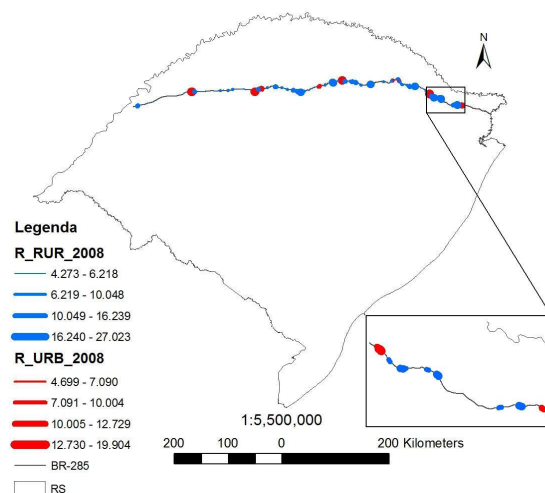 N
Legenda
R_RUR_2008
4.273 - 6.218
6.219 - 10.048
10.049 - 16.239
16.240 - 27.023
R_URB_2008
4.699 - 7.090
7.091 - 10.004
10.005 - 12.729
12.730 - 19.904
BR-285
RS
1:5,500,000
200 100 0 200 Kilometers